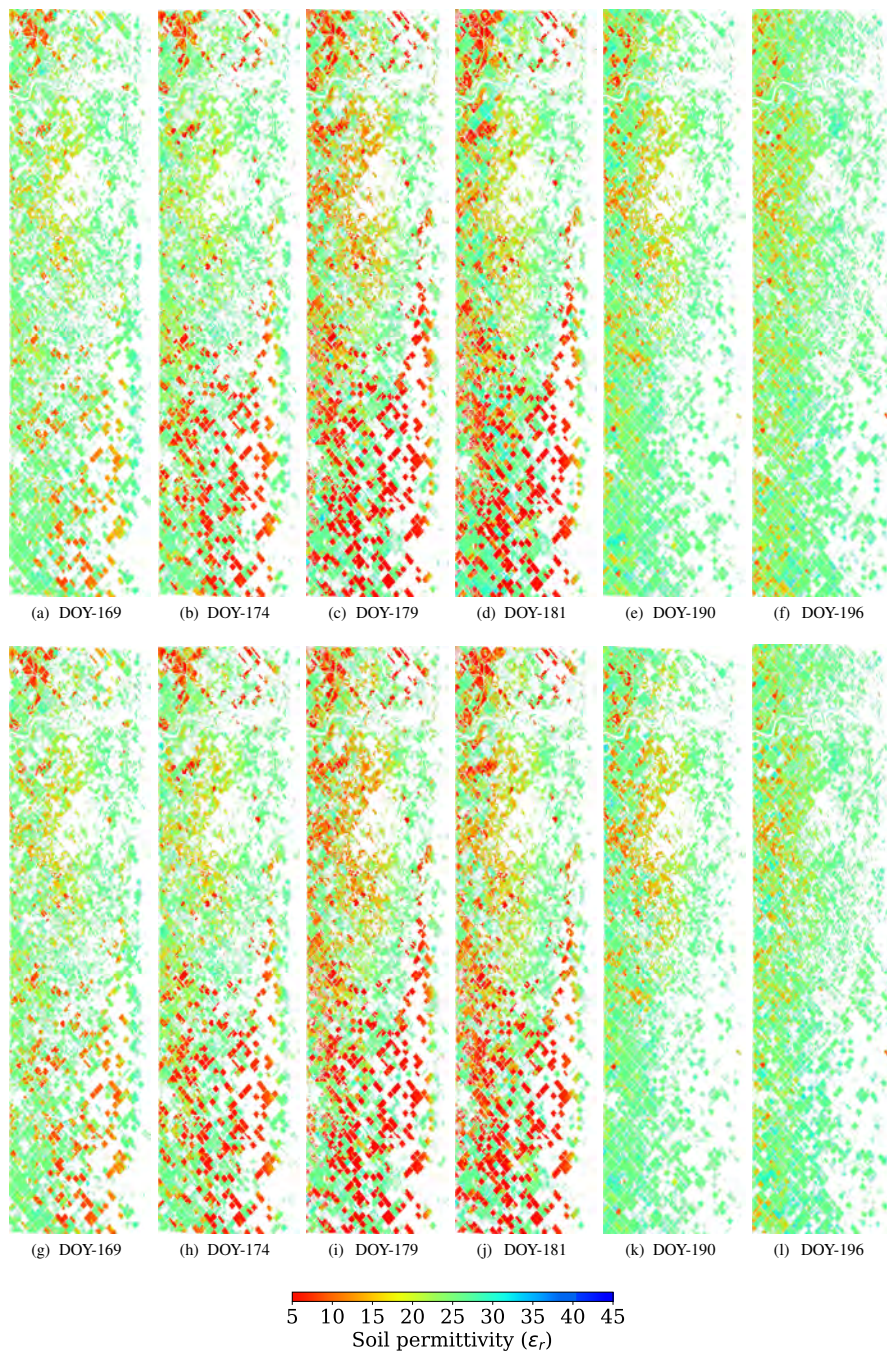 (a) DOY-169 (b) DOY-174 (c) DOY-179 (d) DOY-181 (e) DOY-190 (f) DOY-196
(g) DOY-169 (h) DOY-174 (i) DOY-179 (j) DOY-181 (k) DOY-190 (l) DOY-196
5 10 15 20 25 30 35 40 45
Soil permittivity (εr)